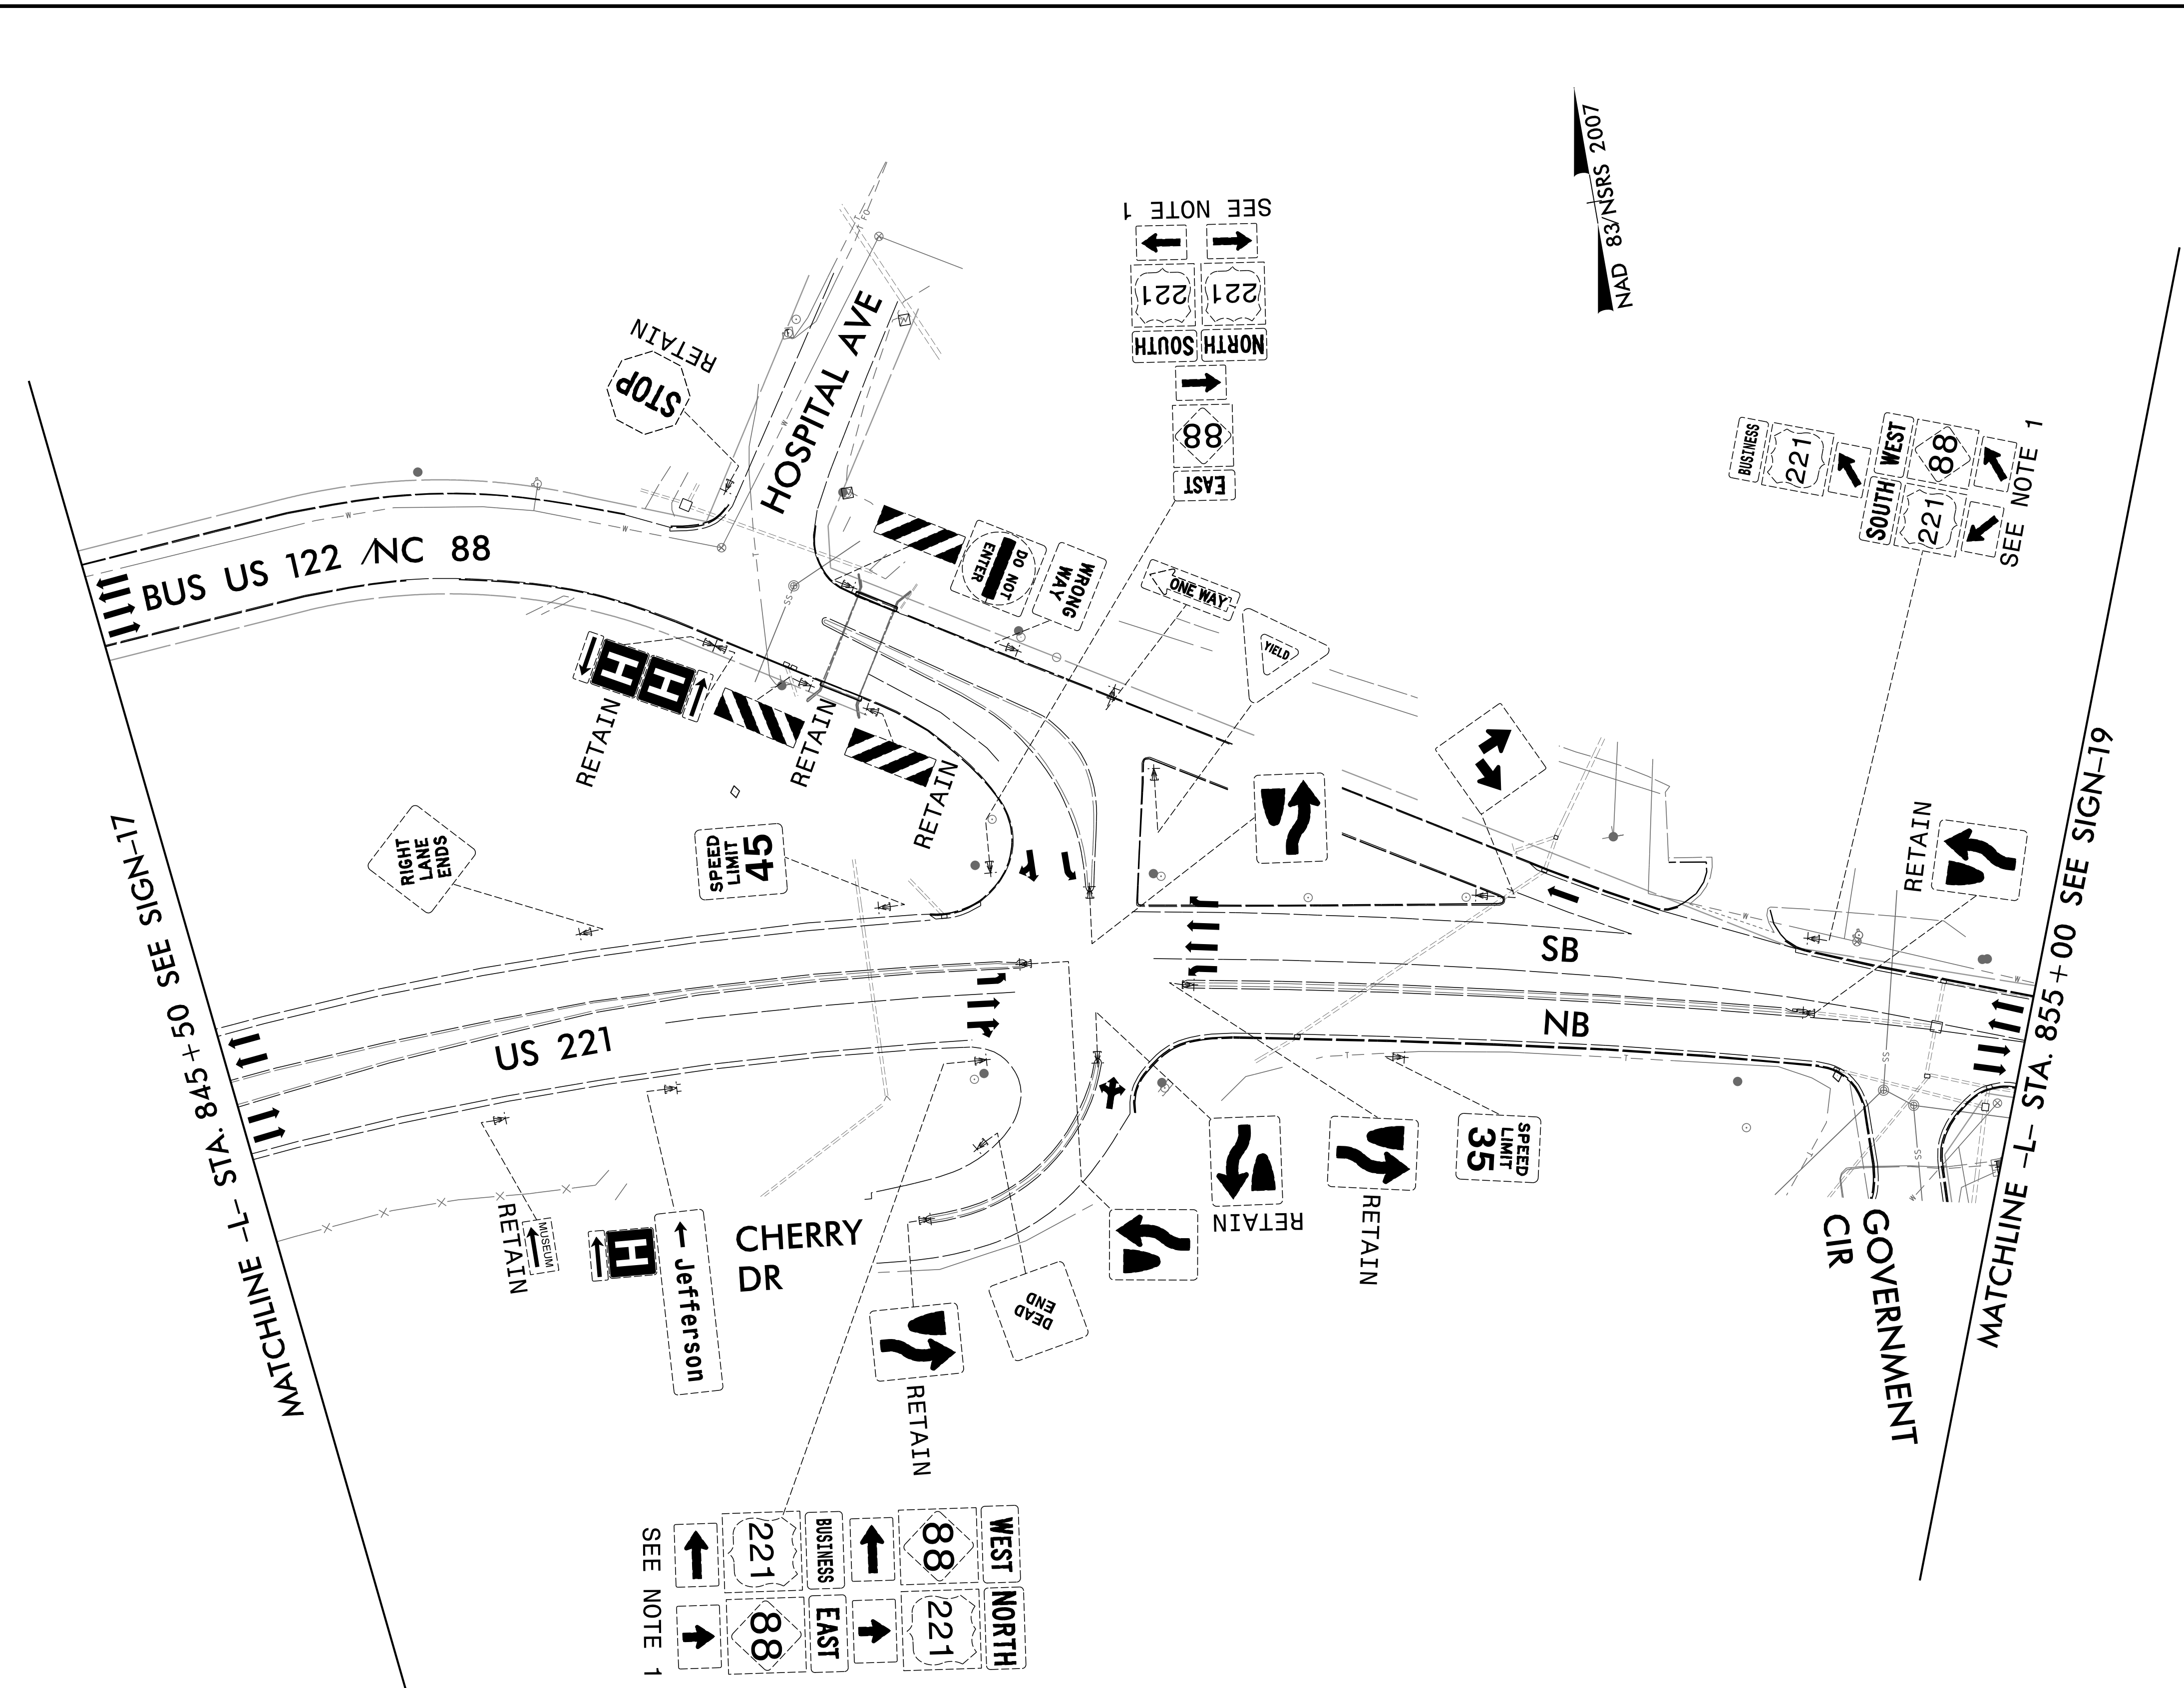 NAD 83/NSRS 2007
SEE NOTE 1
221
221
SOUTH
NORTH
88
EAST
RETAIN
STOP
HOSPITAL AVE
BUSINESS
221
WEST
88
SOUTH
221
SEE NOTE 1
BUS US 122 /NC 88
DO NOT
ENTER
WRONG
WAY
ONE WAY
YIELD
H
H
RETAIN
RETAIN
RETAIN
RIGHT
LANE
ENDS
SPEED
LIMIT
45
RETAIN
MATCHLINE -L- STA. 845+50 SEE SIGN-17
MATCHLINE -L- STA. 855+00 SEE SIGN-19
SB
NB
US 221
RETAIN
MUSEUM
H
Jefferson
CHERRY
DR
RETAIN
DEAD
END
RETAIN
RETAIN
SPEED
LIMIT
35
GOVERNMENT
CIR
SEE NOTE 1
221
BUSINESS
88
WEST
88
EAST
221
NORTH
W
W
W
W
W
W
W
T
T
T
T
T
FO
SS
SS
SS